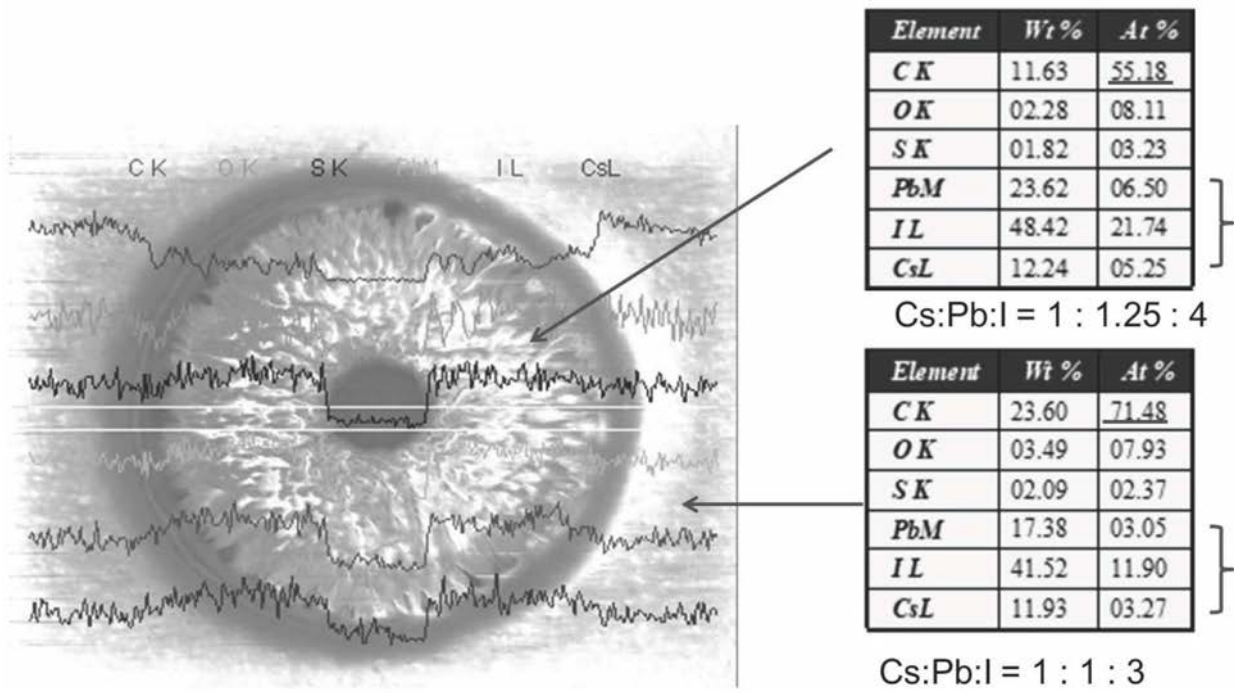 Element Wt % At %
C K 11.63 55.18
O K 02.28 08.11
S K 01.82 03.23
PbM 23.62 06.50
I L 48.42 21.74
CsL 12.24 05.25
Cs:Pb:I = 1 : 1.25 : 4
C K O K S K PbM I L CsL
Element Wt % At %
C K 23.60 71.48
O K 03.49 07.93
S K 02.09 02.37
PbM 17.38 03.05
I L 41.52 11.90
CsL 11.93 03.27
Cs:Pb:I = 1 : 1 : 3